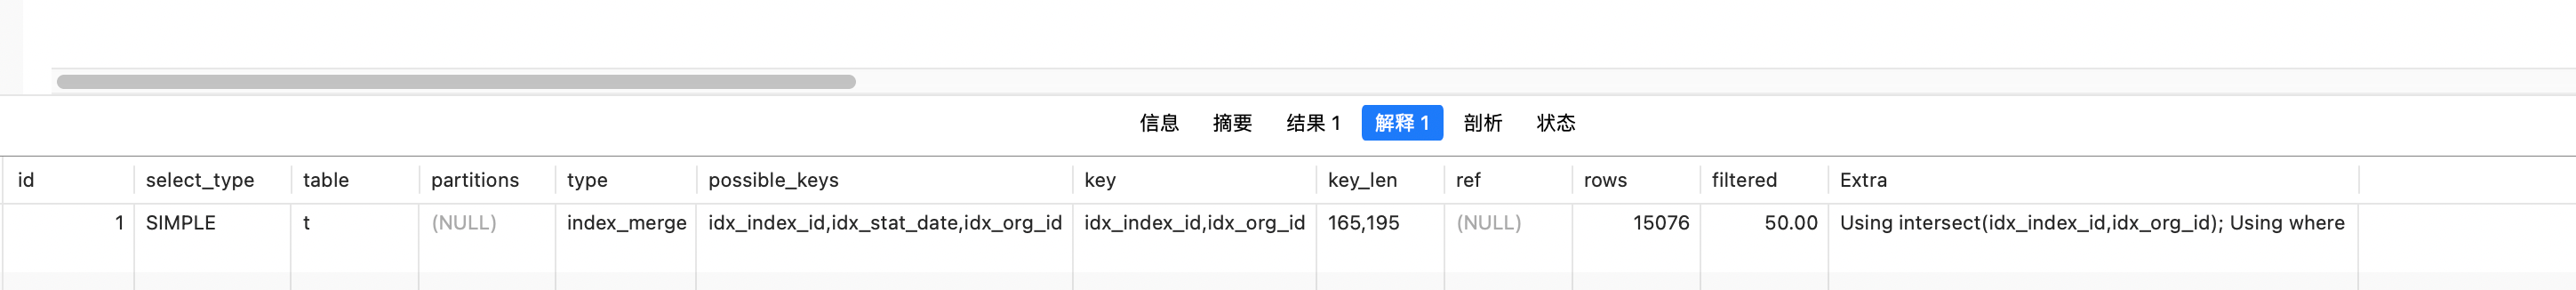 信息 摘要 结果 1 解释 1 剖析 状态
id select_type table partitions type possible_keys key key_len ref rows filtered Extra
1 SIMPLE t (NULL) index_merge idx_index_id,idx_stat_date,idx_org_id idx_index_id,idx_org_id 165,195 (NULL) 15076 50.00 Using intersect(idx_index_id,idx_org_id); Using where